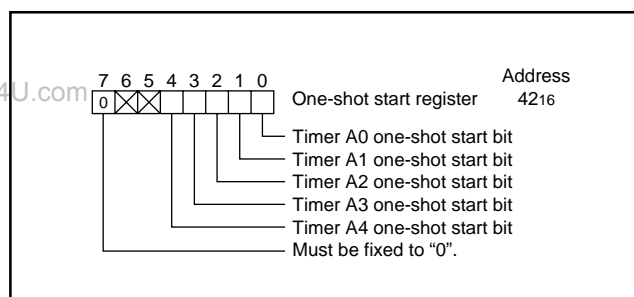 Address
7 6 5 4 3 2 1 0
4U.com 0 One-shot start register 4216
Timer A0 one-shot start bit
Timer A1 one-shot start bit
Timer A2 one-shot start bit
Timer A3 one-shot start bit
Timer A4 one-shot start bit
Must be fixed to “0”.